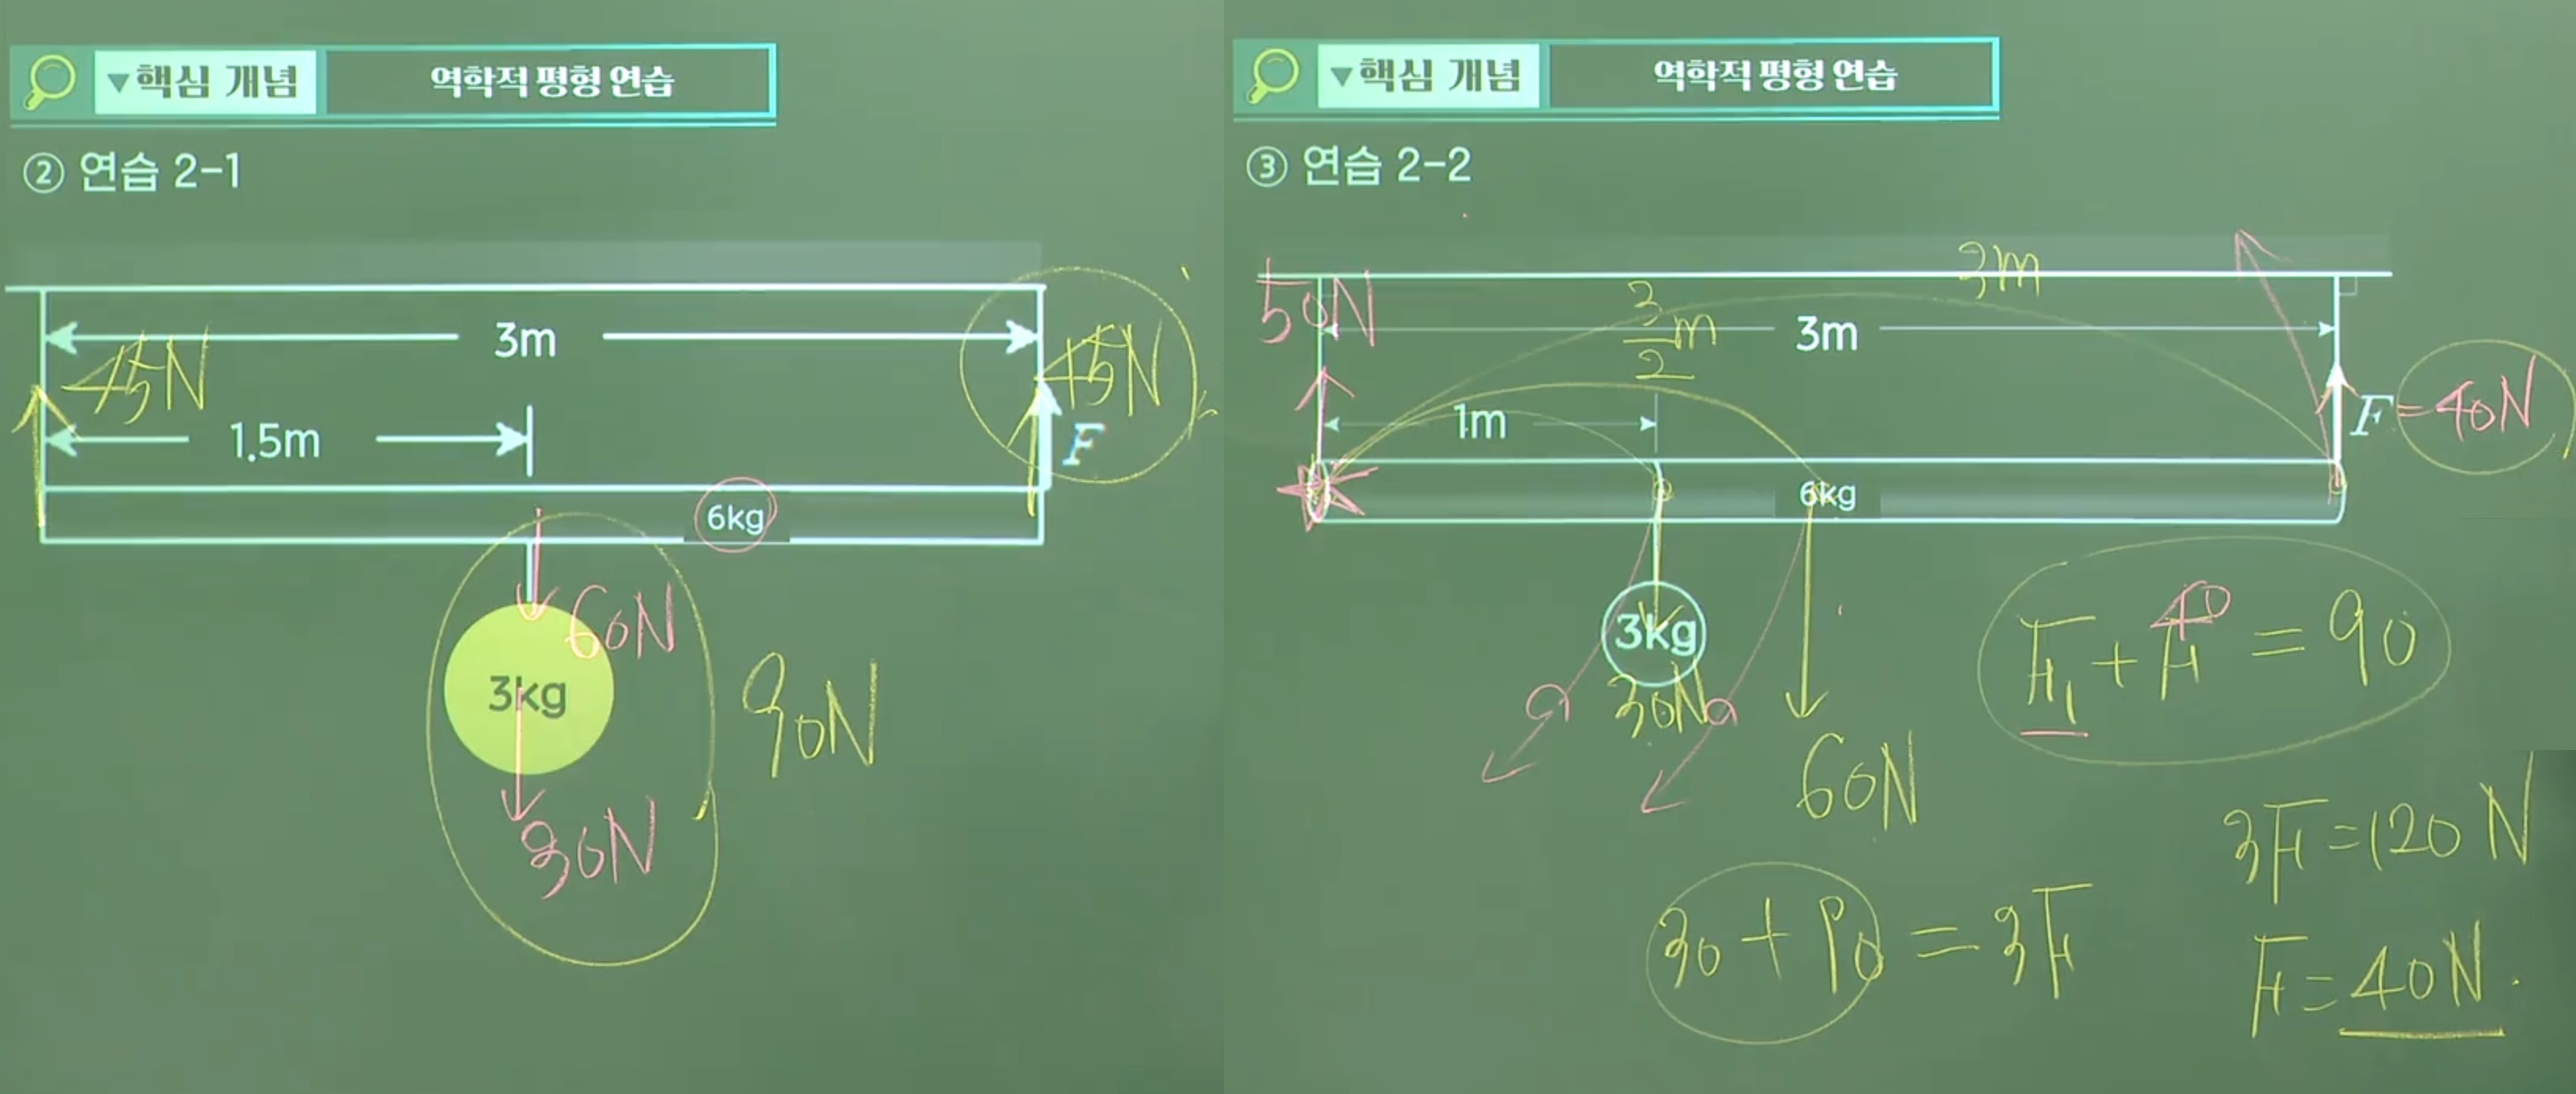 ▼핵심 개념 역학적 평형 연습
② 연습 2-1
3m
45N
45N
1.5m
F
6kg
60N
3kg
90N
30N
▼핵심 개념 역학적 평형 연습
③ 연습 2-2
3m
50N
3/2 m
3m
1m
F = 40N
6kg
3kg
30N
60N
F₁ + F = 90
40
3F = 120 N
30 + 90 = 3F
F = 40N.